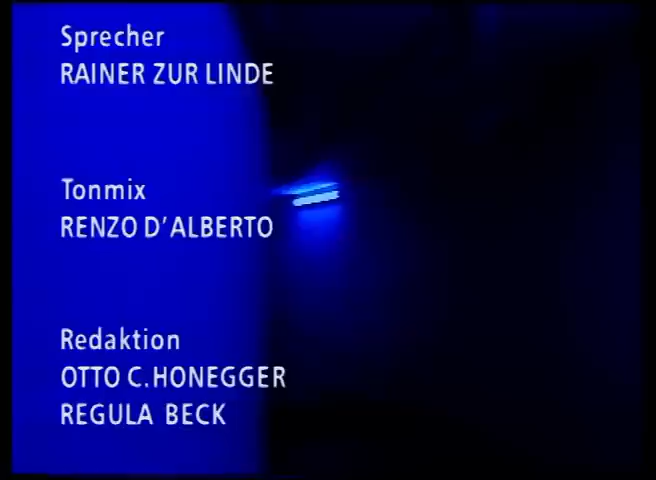 Sprecher
RAINER ZUR LINDE
Tonmix
RENZO D'ALBERTO
Redaktion
OTTO C.HONEGGER
REGULA BECK